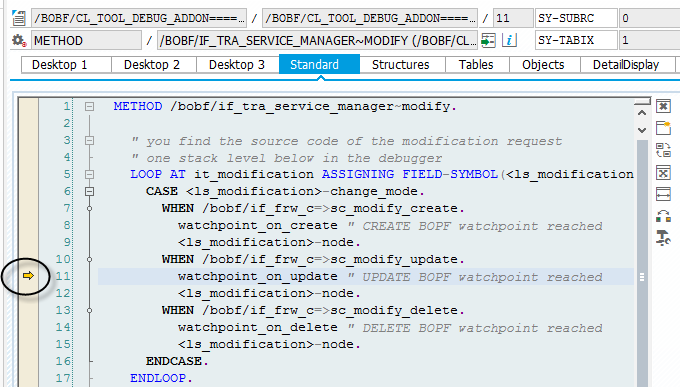 /BOBF/CL_TOOL_DEBUG_ADDON==== / /BOBF/CL_TOOL_DEBUG_ADDON==== / 11 SY-SUBRC 0
METHOD / /BOBF/IF_TRA_SERVICE_MANAGER~MODIFY (/BOBF/CL_ SY-TABIX 1
Desktop 1 Desktop 2 Desktop 3 Standard Structures Tables Objects DetailDisplay
1 METHOD /bobf/if_tra_service_manager~modify.
2
3 " you find the source code of the modification request
4 " one stack level below in the debugger
5 LOOP AT it_modification ASSIGNING FIELD-SYMBOL(<ls_modification
6 CASE <ls_modification>-change_mode.
7 WHEN /bobf/if_frw_c=>sc_modify_create.
8 watchpoint_on_create " CREATE BOPF watchpoint reached
9 <ls_modification>-node.
10 WHEN /bobf/if_frw_c=>sc_modify_update.
11 watchpoint_on_update " UPDATE BOPF watchpoint reached
12 <ls_modification>-node.
13 WHEN /bobf/if_frw_c=>sc_modify_delete.
14 watchpoint_on_delete " DELETE BOPF watchpoint reached
15 <ls_modification>-node.
16 ENDCASE.
17 ENDLOOP.